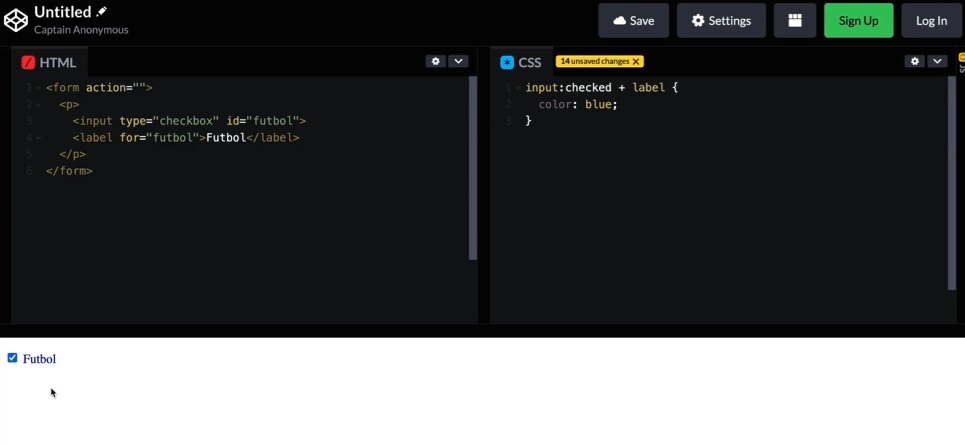 Untitled
Captain Anonymous
Save
Settings
Sign Up
Log In
HTML
1 <form action="">
2 <p>
3 <input type="checkbox" id="futbol">
4 <label for="futbol">Futbol</label>
5 </p>
6 </form>
CSS
14 unsaved changes X
1 input:checked + label {
2 color: blue;
3 }
JS
Futbol